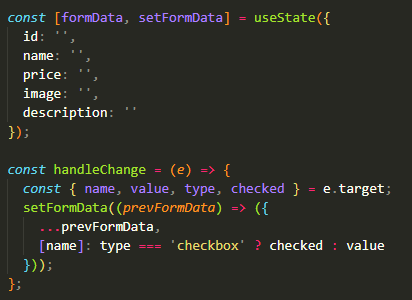 const [formData, setFormData] = useState({
  id: '',
  name: '',
  price: '',
  image: '',
  description: ''
});

const handleChange = (e) => {
  const { name, value, type, checked } = e.target;
  setFormData((prevFormData) => ({
    ...prevFormData,
    [name]: type === 'checkbox' ? checked : value
  }));
};